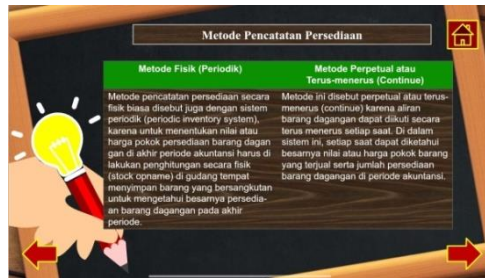 Metode Pencatatan Persediaan
Metode Fisik (Periodik)
Metode pencatatan persediaan secara
fisik biasa disebut juga dengan sistem
periodik (periodic inventory system),
karena untuk menentukan nilai atau
harga pokok persediaan barang dagan
gan di akhir periode akuntansi harus di
lakukan penghitungan secara fisik
(stock opname) di gudang tempat
menyimpan barang yang bersangkutan
untuk mengetahui besarnya persedia-
an barang dagangan pada akhir
periode.
Metode Perpetual atau
Terus-menerus (Continue)
Metode ini disebut perpetual atau terus-
menerus (continue) karena aliran
barang dagangan dapat diikuti secara
terus menerus setiap saat. Di dalam
sistem ini, setiap saat dapat diketahui
besarnya nilai atau harga pokok barang
yang terjual serta jumlah persediaan
barang dagangan di periode akuntansi.